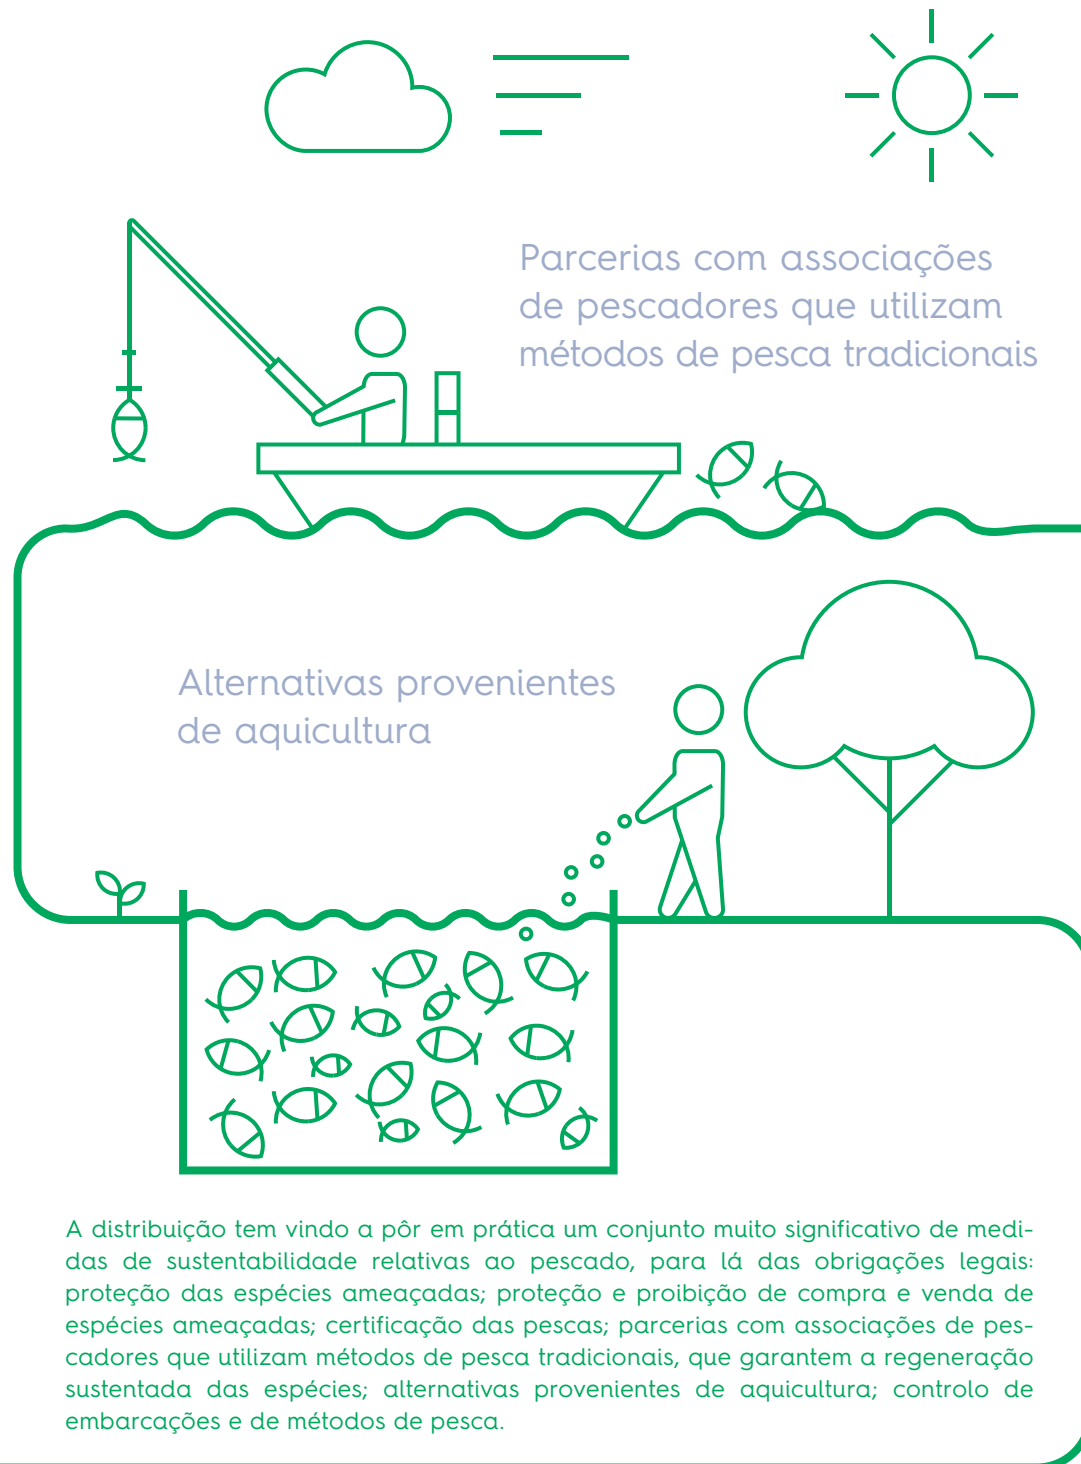 Parcerias com associações
de pescadores que utilizam
métodos de pesca tradicionais
Alternativas provenientes
de aquicultura
A distribuição tem vindo a pôr em prática um conjunto muito significativo de medi-
das de sustentabilidade relativas ao pescado, para lá das obrigações legais:
proteção das espécies ameaçadas; proteção e proibição de compra e venda de
espécies ameaçadas; certificação das pescas; parcerias com associações de pes-
cadores que utilizam métodos de pesca tradicionais, que garantem a regeneração
sustentada das espécies; alternativas provenientes de aquicultura; controlo de
embarcações e de métodos de pesca.